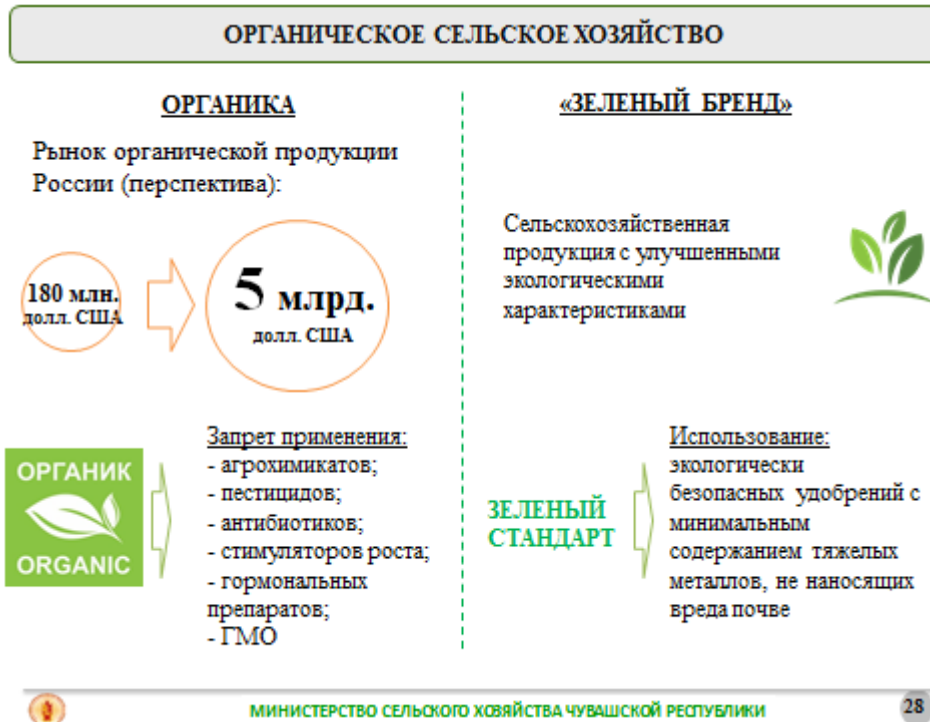 ОРГАНИЧЕСКОЕ СЕЛЬСКОЕ ХОЗЯЙСТВО
ОРГАНИКА
Рынок органической продукции
России (перспектива):
180 млн.
долл. США
5 млрд.
долл. США
ОРГАНИК
ORGANIC
Запрет применения:
- агрохимикатов;
- пестицидов;
- антибиотиков;
- стимуляторов роста;
- гормональных
препаратов;
- ГМО
«ЗЕЛЕНЫЙ БРЕНД»
Сельскохозяйственная
продукция с улучшенными
экологическими
характеристиками
ЗЕЛЕНЫЙ
СТАНДАРТ
Использование:
экологически
безопасных удобрений с
минимальным
содержанием тяжелых
металлов, не наносящих
вреда почве
МИНИСТЕРСТВО СЕЛЬСКОГО ХОЗЯЙСТВА ЧУВАШСКОЙ РЕСПУБЛИКИ
28